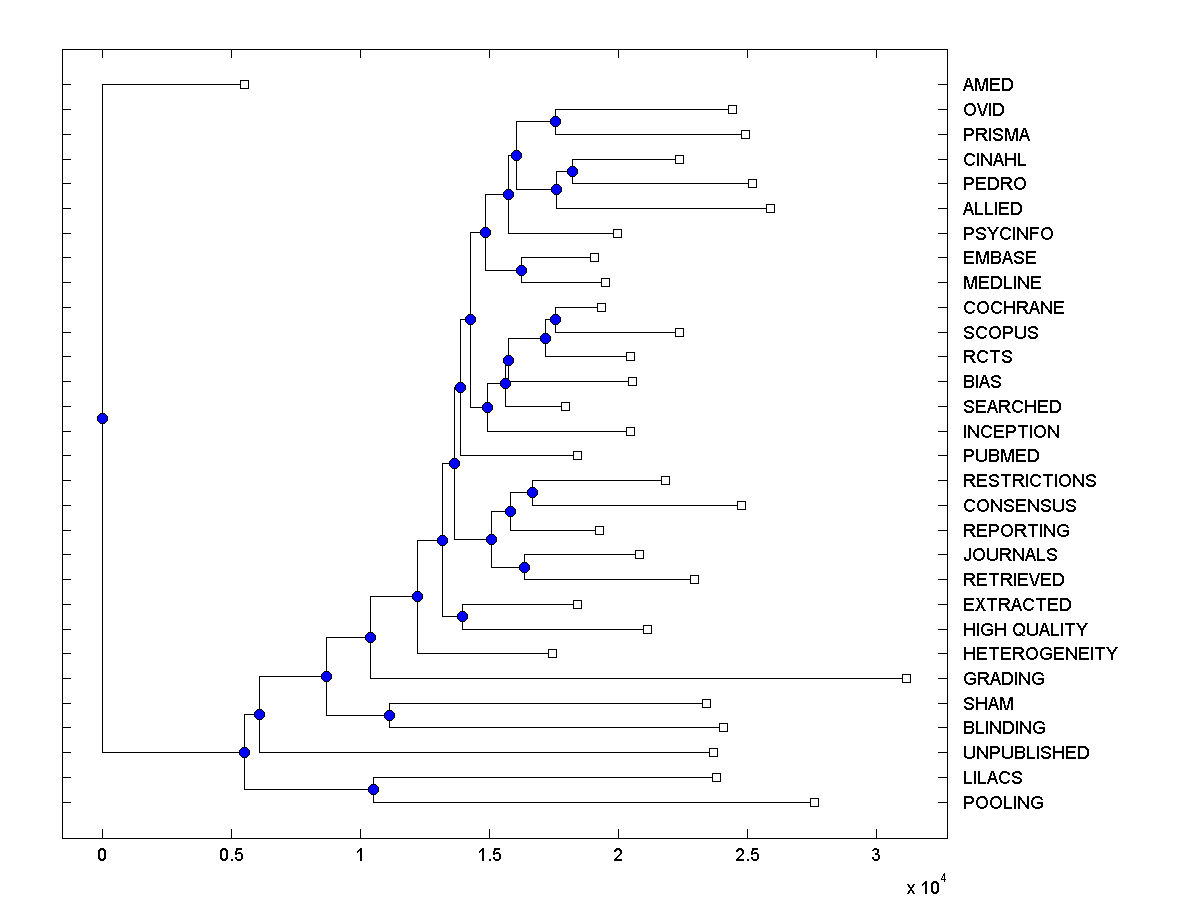 AMED
OVID
PRISMA
CINAHL
PEDRO
ALLIED
PSYCINFO
EMBASE
MEDLINE
COCHRANE
SCOPUS
RCTS
BIAS
SEARCHED
INCEPTION
PUBMED
RESTRICTIONS
CONSENSUS
REPORTING
JOURNALS
RETRIEVED
EXTRACTED
HIGH QUALITY
HETEROGENEITY
GRADING
SHAM
BLINDING
UNPUBLISHED
LILACS
POOLING
0 0.5 1 1.5 2 2.5 3
x 10^4